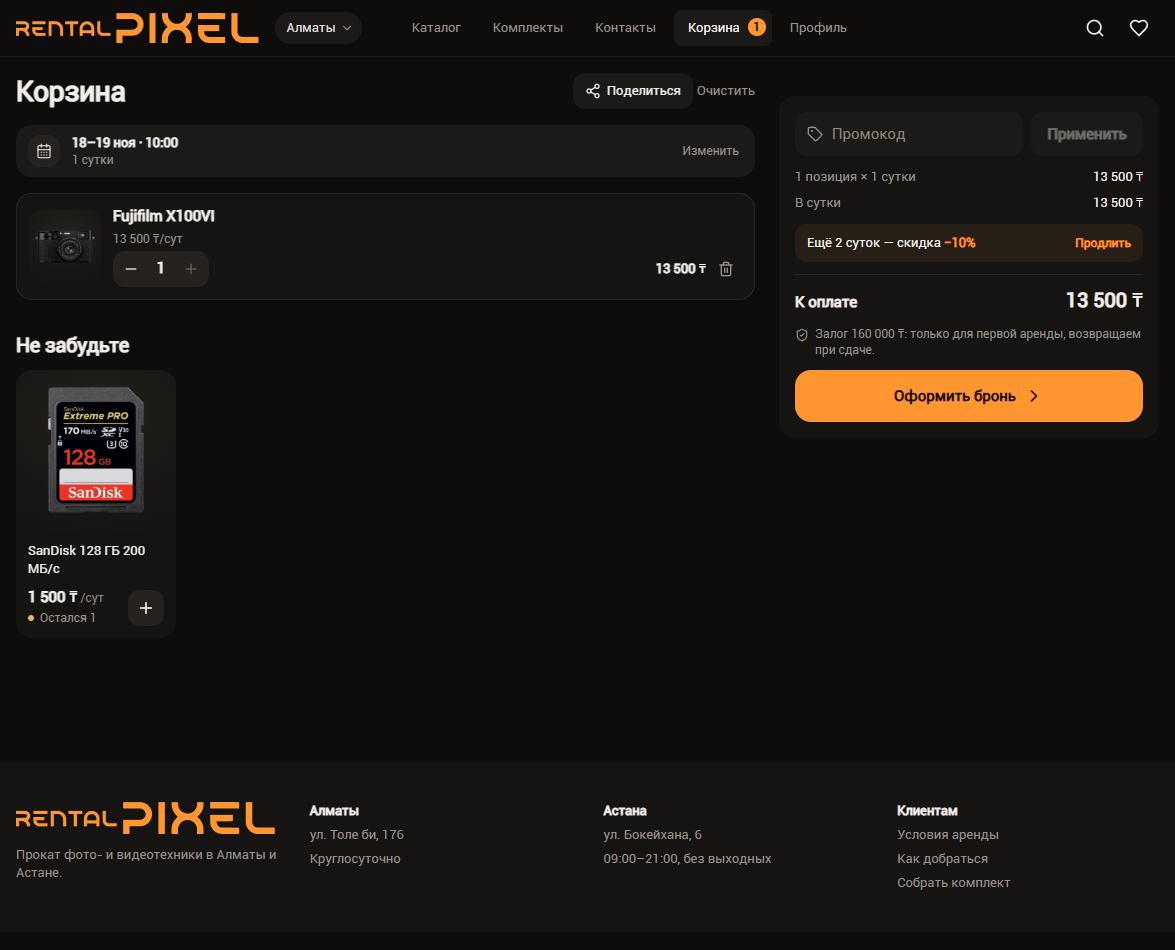 RENTAL PIXEL
Алматы
Каталог
Комплекты
Контакты
Корзина 1
Профиль
Корзина
Поделиться
Очистить
18–19 ноя · 10:00
1 сутки
Изменить
Fujifilm X100VI
13 500 ₸/сут
− 1 +
13 500 ₸
Не забудьте
SanDisk
Extreme PRO
170 MB/s SDXC I V30
U3 C10
128 GB
SanDisk
SanDisk 128 ГБ 200
МБ/с
1 500 ₸ /сут
Остался 1
+
Промокод
Применить
1 позиция × 1 сутки 13 500 ₸
В сутки 13 500 ₸
Ещё 2 суток — скидка −10% Продлить
К оплате 13 500 ₸
Залог 160 000 ₸: только для первой аренды, возвращаем
при сдаче.
Оформить бронь
RENTAL PIXEL
Прокат фото- и видеотехники в Алматы и
Астане.
Алматы
ул. Толе би, 176
Круглосуточно
Астана
ул. Бокейхана, 6
09:00–21:00, без выходных
Клиентам
Условия аренды
Как добраться
Собрать комплект